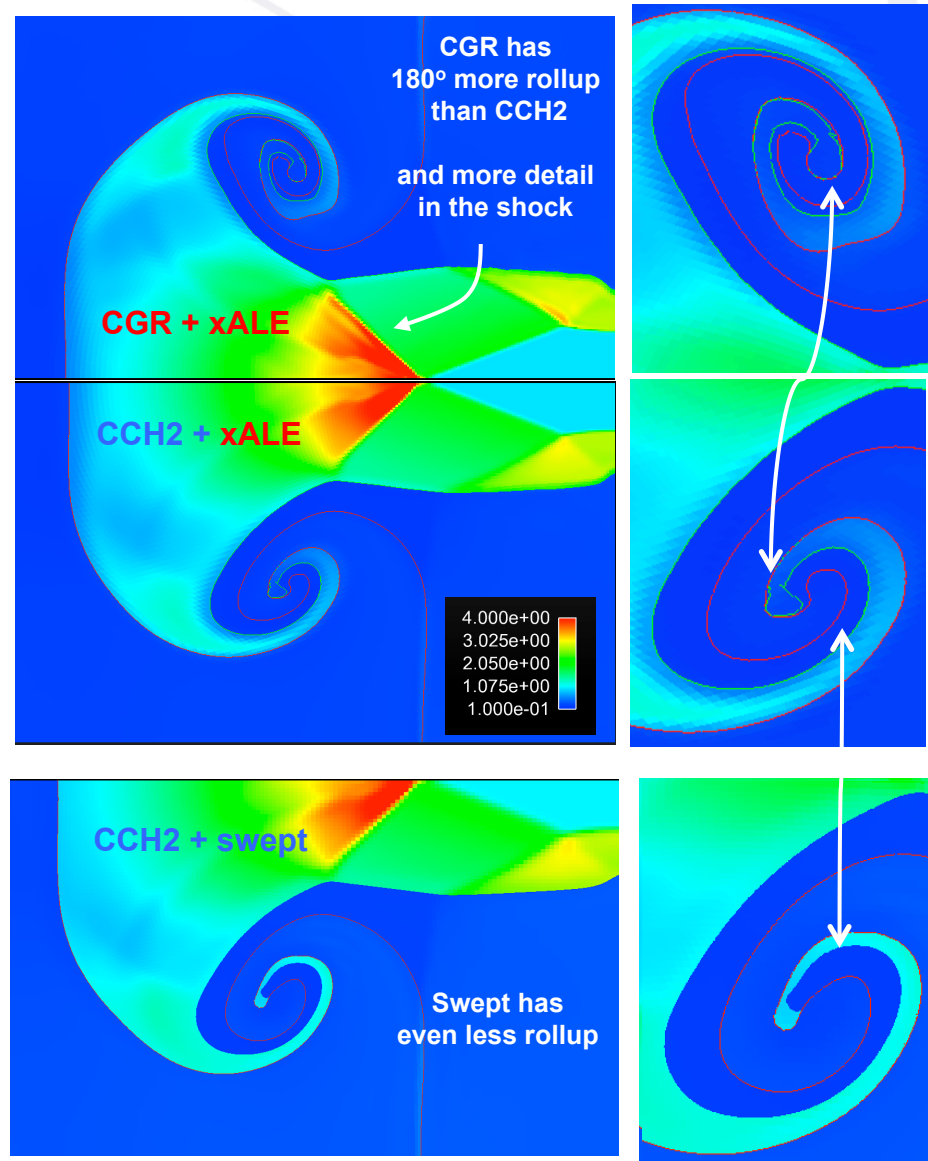 CGR has
180º more rollup
than CCH2
and more detail
in the shock
CGR + xALE
CCH2 + xALE
4.000e+00
3.025e+00
2.050e+00
1.075e+00
1.000e-01
CCH2 + swept
Swept has
even less rollup